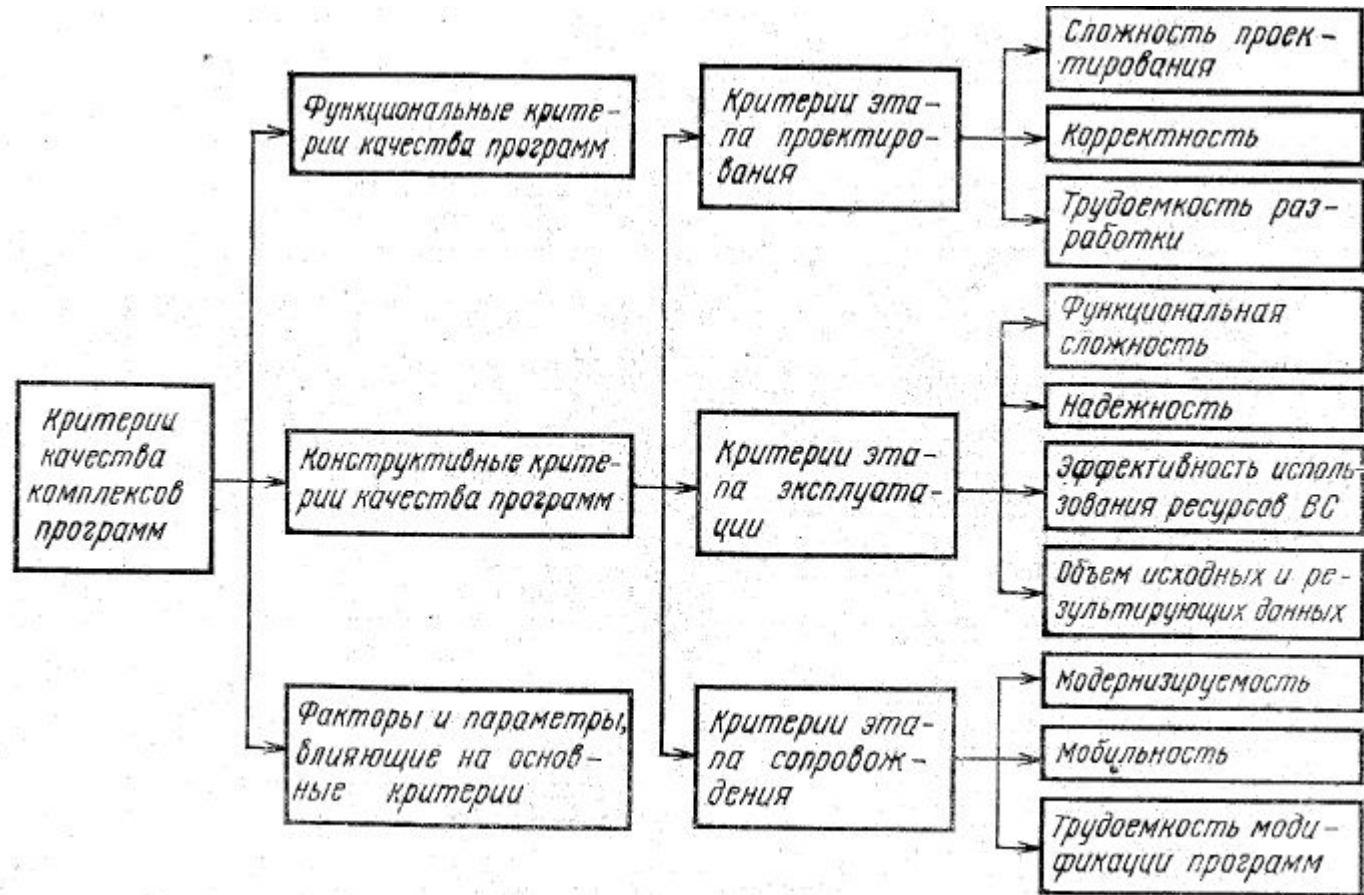 Критерии
качества
комплексов
программ
Функциональные крите-
рии качества программ
Конструктивные крите-
рии качества программ
Факторы и параметры,
влияющие на основ-
ные критерии
Критерии эта-
па проектиро-
вания
Критерии эта-
па эксплуата-
ции
Критерии эта-
па сопровож-
дения
Сложность проек-
тирования
Корректность
Трудоемкость раз-
работки
Функциональная
сложность
Надежность
Эффективность исполь-
зования ресурсов ВС
Объем исходных и ре-
зультирующих данных
Модернизируемость
Мобильность
Трудоемкость моди-
фикации программ